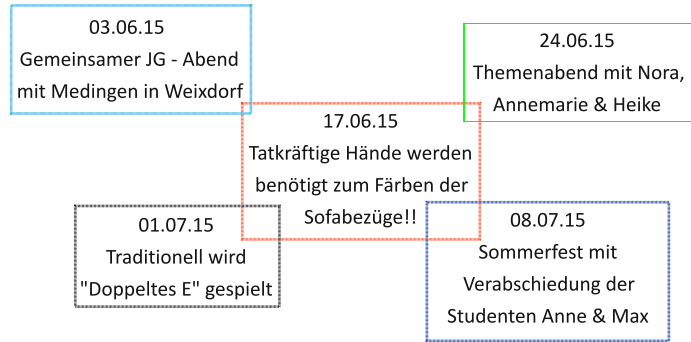 03.06.15
Gemeinsamer JG - Abend
mit Medingen in Weixdorf
24.06.15
Themenabend mit Nora,
Annemarie & Heike
17.06.15
Tatkräftige Hände werden
benötigt zum Färben der
Sofabezüge!!
01.07.15
Traditionell wird
"Doppeltes E" gespielt
08.07.15
Sommerfest mit
Verabschiedung der
Studenten Anne & Max